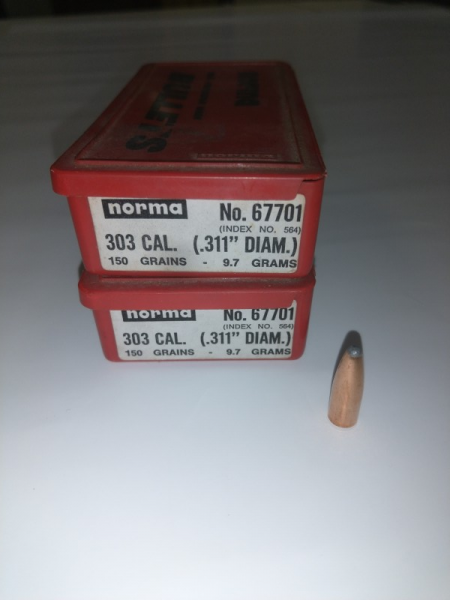 BULLETS
norma
No. 67701
(INDEX NO. 564)
303 CAL. (.311" DIAM.)
150 GRAINS - 9.7 GRAMS
norma
No. 67701
(INDEX NO. 564)
303 CAL. (.311" DIAM.)
150 GRAINS - 9.7 GRAMS